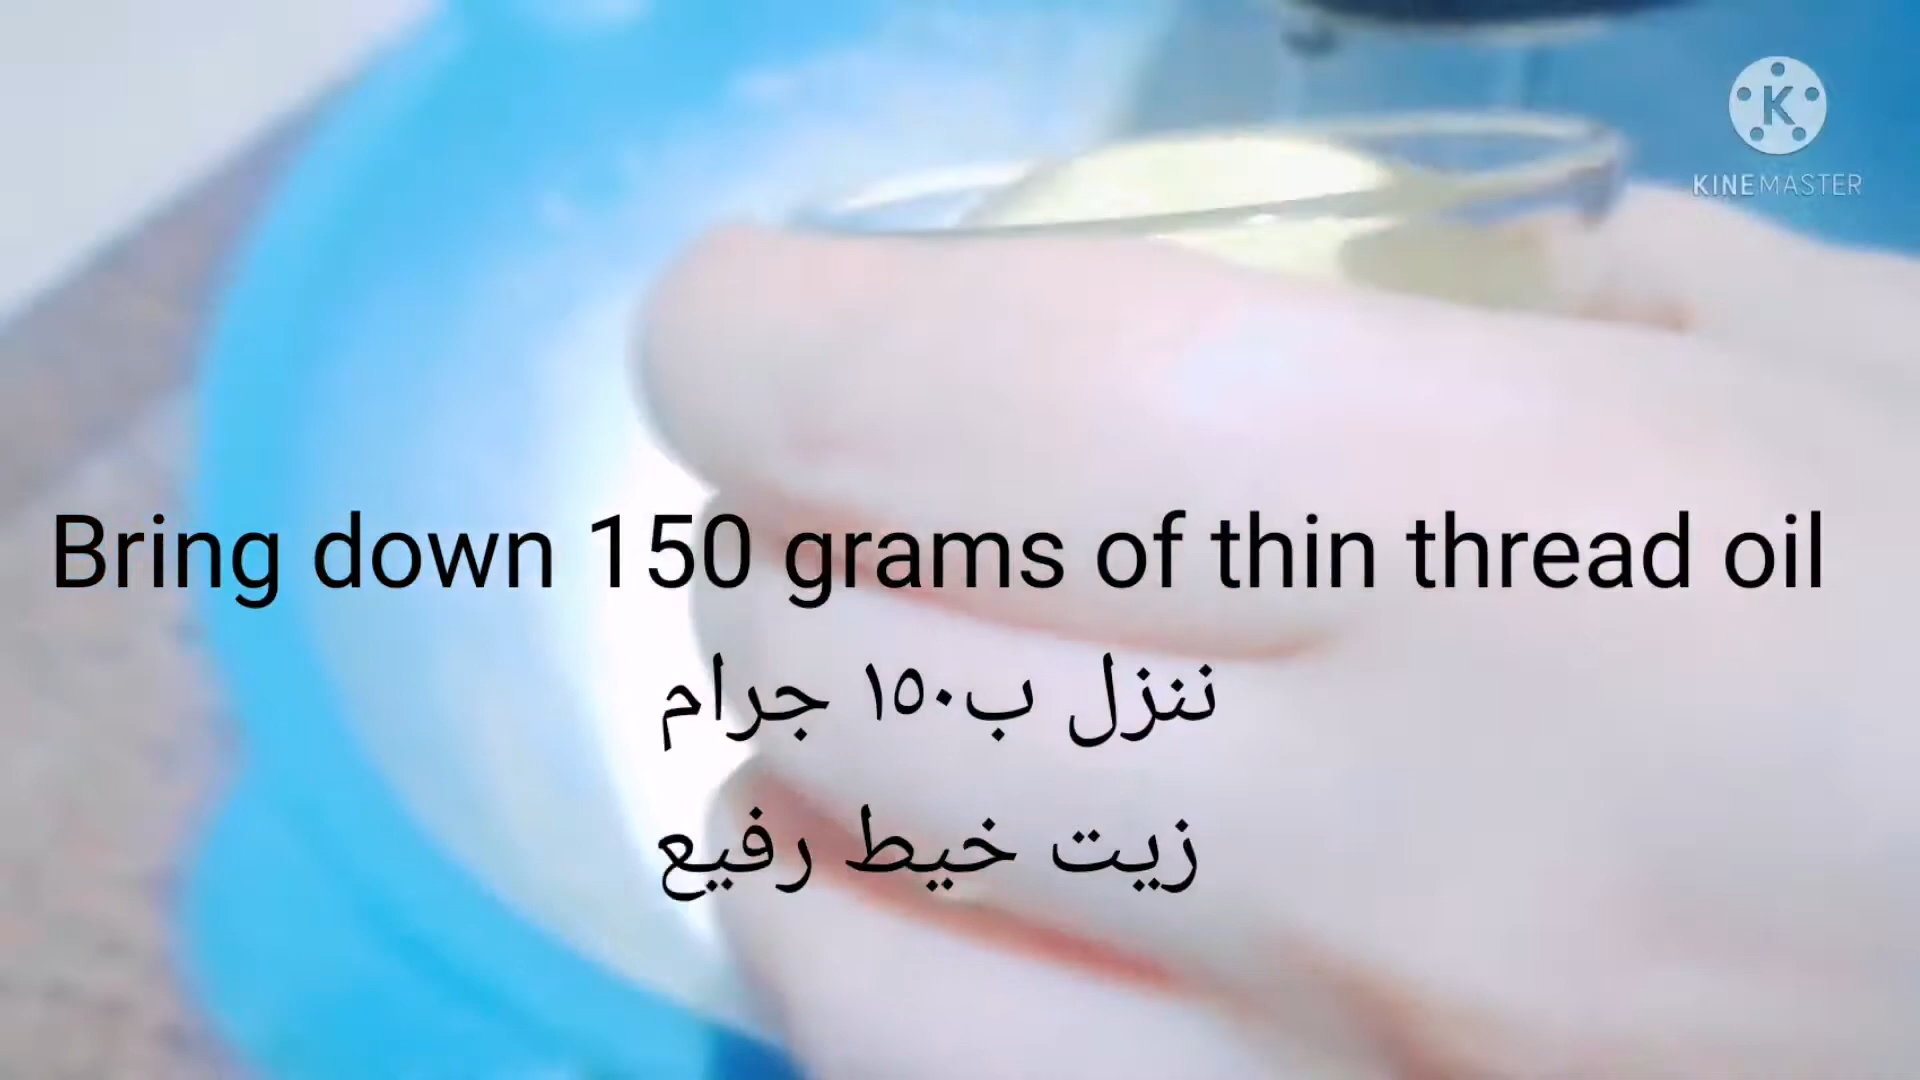 K
KINEMASTER
Bring down 150 grams of thin thread oil
ننزل ب١٥٠ جرام
زيت خيط رفيع